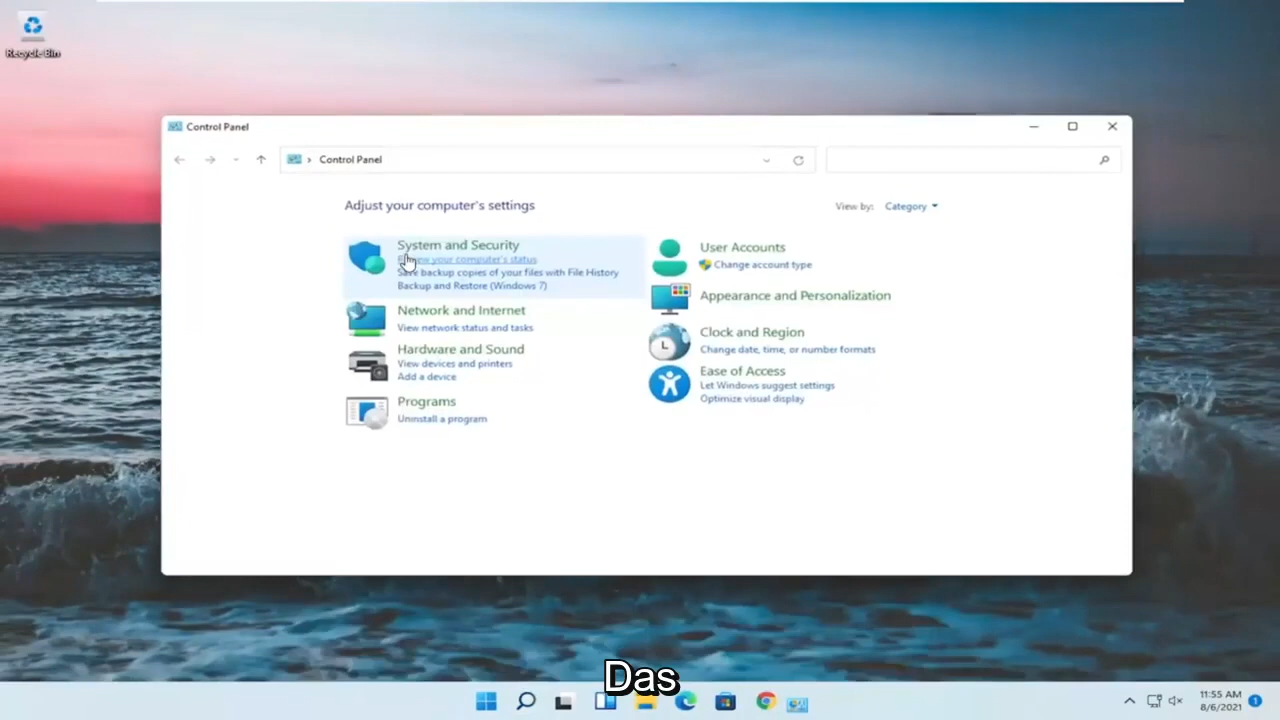 Recycle Bin
Control Panel
Control Panel
Adjust your computer's settings
View by: Category
System and Security
your computer's status
Save backup copies of your files with File History
Backup and Restore (Windows 7)
Network and Internet
View network status and tasks
Hardware and Sound
View devices and printers
Add a device
Programs
Uninstall a program
User Accounts
Change account type
Appearance and Personalization
Clock and Region
Change date, time, or number formats
Ease of Access
Let Windows suggest settings
Optimize visual display
Das
11:55 AM
8/6/2021
1